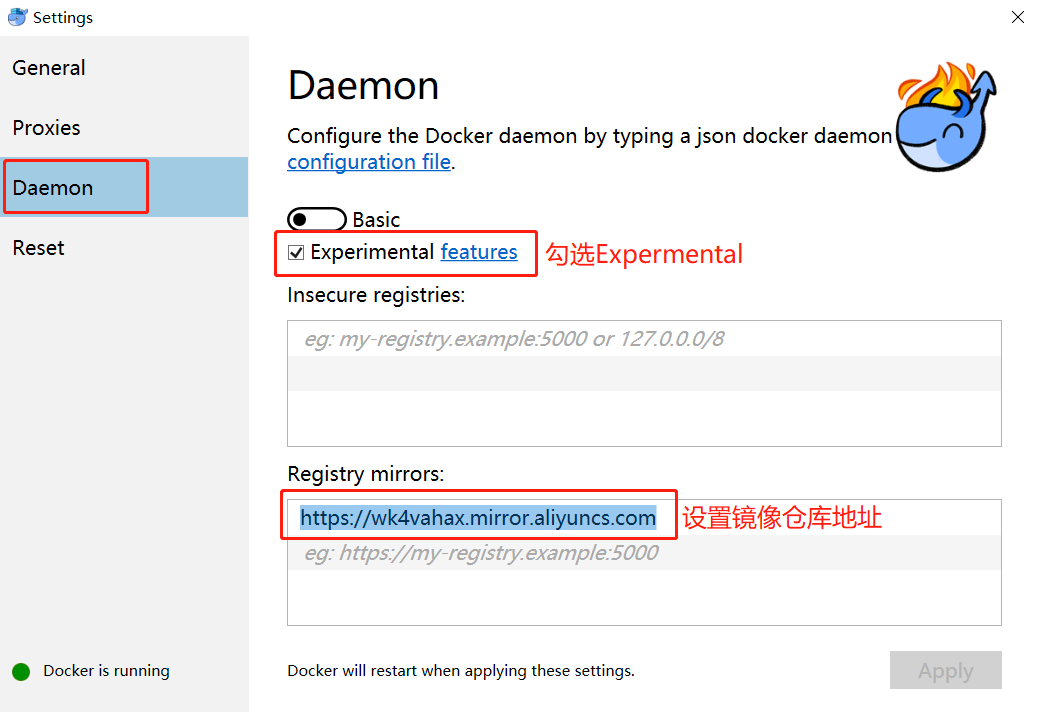 Settings
General
Proxies
Daemon
Reset
Docker is running
Daemon
Configure the Docker daemon by typing a json docker daemon
configuration file.
Basic
Experimental features 勾选Expermental
Insecure registries:
eg: my-registry.example:5000 or 127.0.0.0/8
Registry mirrors:
https://wk4vahax.mirror.aliyuncs.com 设置镜像仓库地址
eg: https://my-registry.example:5000
Docker will restart when applying these settings.
Apply